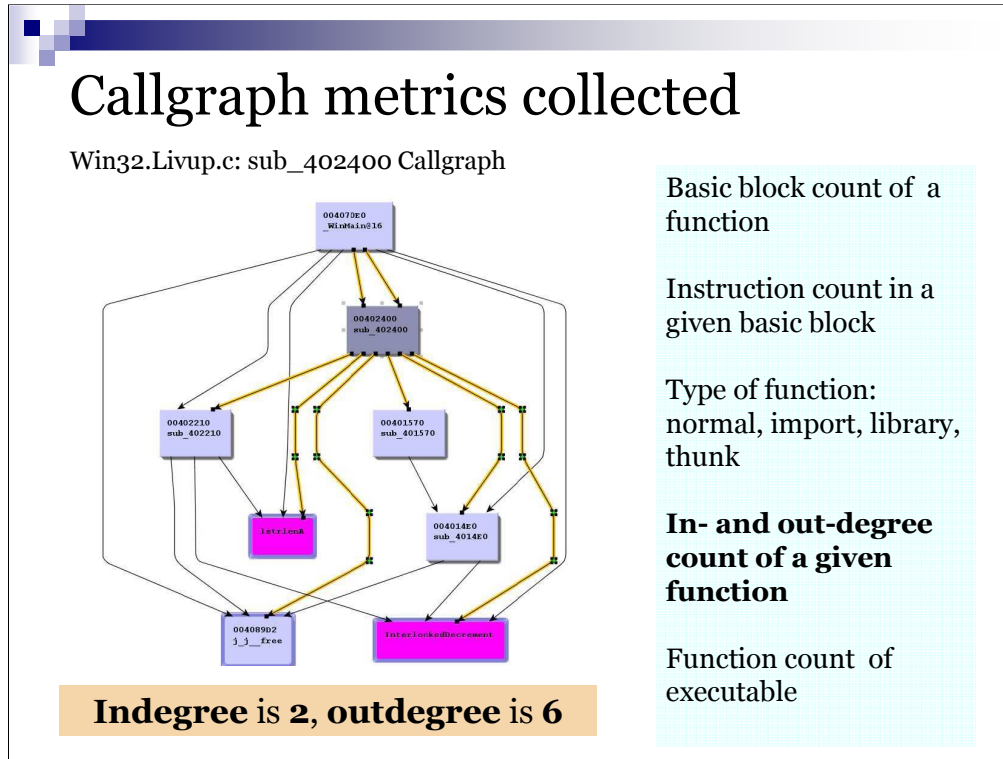 Callgraph metrics collected
Win32.Livup.c: sub_402400 Callgraph
004070E0
_WinMain@16
00402400
sub_402400
00402210
sub_402210
00401570
sub_401570
lstrlenA
004014E0
sub_4014E0
004089D2
j_j__free
InterlockedDecrement
Indegree is 2, outdegree is 6
Basic block count of a
function
Instruction count in a
given basic block
Type of function:
normal, import, library,
thunk
In- and out-degree
count of a given
function
Function count of
executable